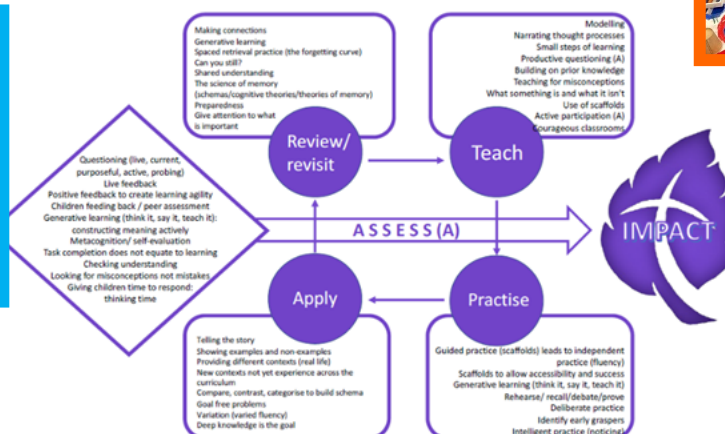 Making connections
Generative learning
Spaced retrieval practice (the forgetting curve)
Can you still?
Shared understanding
The science of memory
(schemas/cognitive theories/theories of memory)
Preparedness
Give attention to what
is important
Review/
revisit
Modelling
Narrating thought processes
Small steps of learning
Productive questioning (A)
Building on prior knowledge
Teaching for misconceptions
What something is and what it isn't
Use of scaffolds
Active participation (A)
Courageous classrooms
Teach
Questioning (live, current,
purposeful, active, probing)
Live feedback
Positive feedback to create learning agility
Children feeding back / peer assessment
Generative learning (think it, say it, teach it):
constructing meaning actively
Metacognition/ self-evaluation
Task completion does not equate to learning
Checking understanding
Looking for misconceptions not mistakes
Giving children time to respond:
thinking time
ASSESS (A)
IMPACT
Apply
Telling the story
Showing examples and non-examples
Providing different contexts (real life)
New contexts not yet experience across the
curriculum
Compare, contrast, categorise to build schema
Goal free problems
Variation (varied fluency)
Deep knowledge is the goal
Practise
Guided practice (scaffolds) leads to independent
practice (fluency)
Scaffolds to allow accessibility and success
Generative learning (think it, say it, teach it)
Rehearse/ recall/debate/prove
Deliberate practice
Identify early graspers
Intelligent practice (noticing)